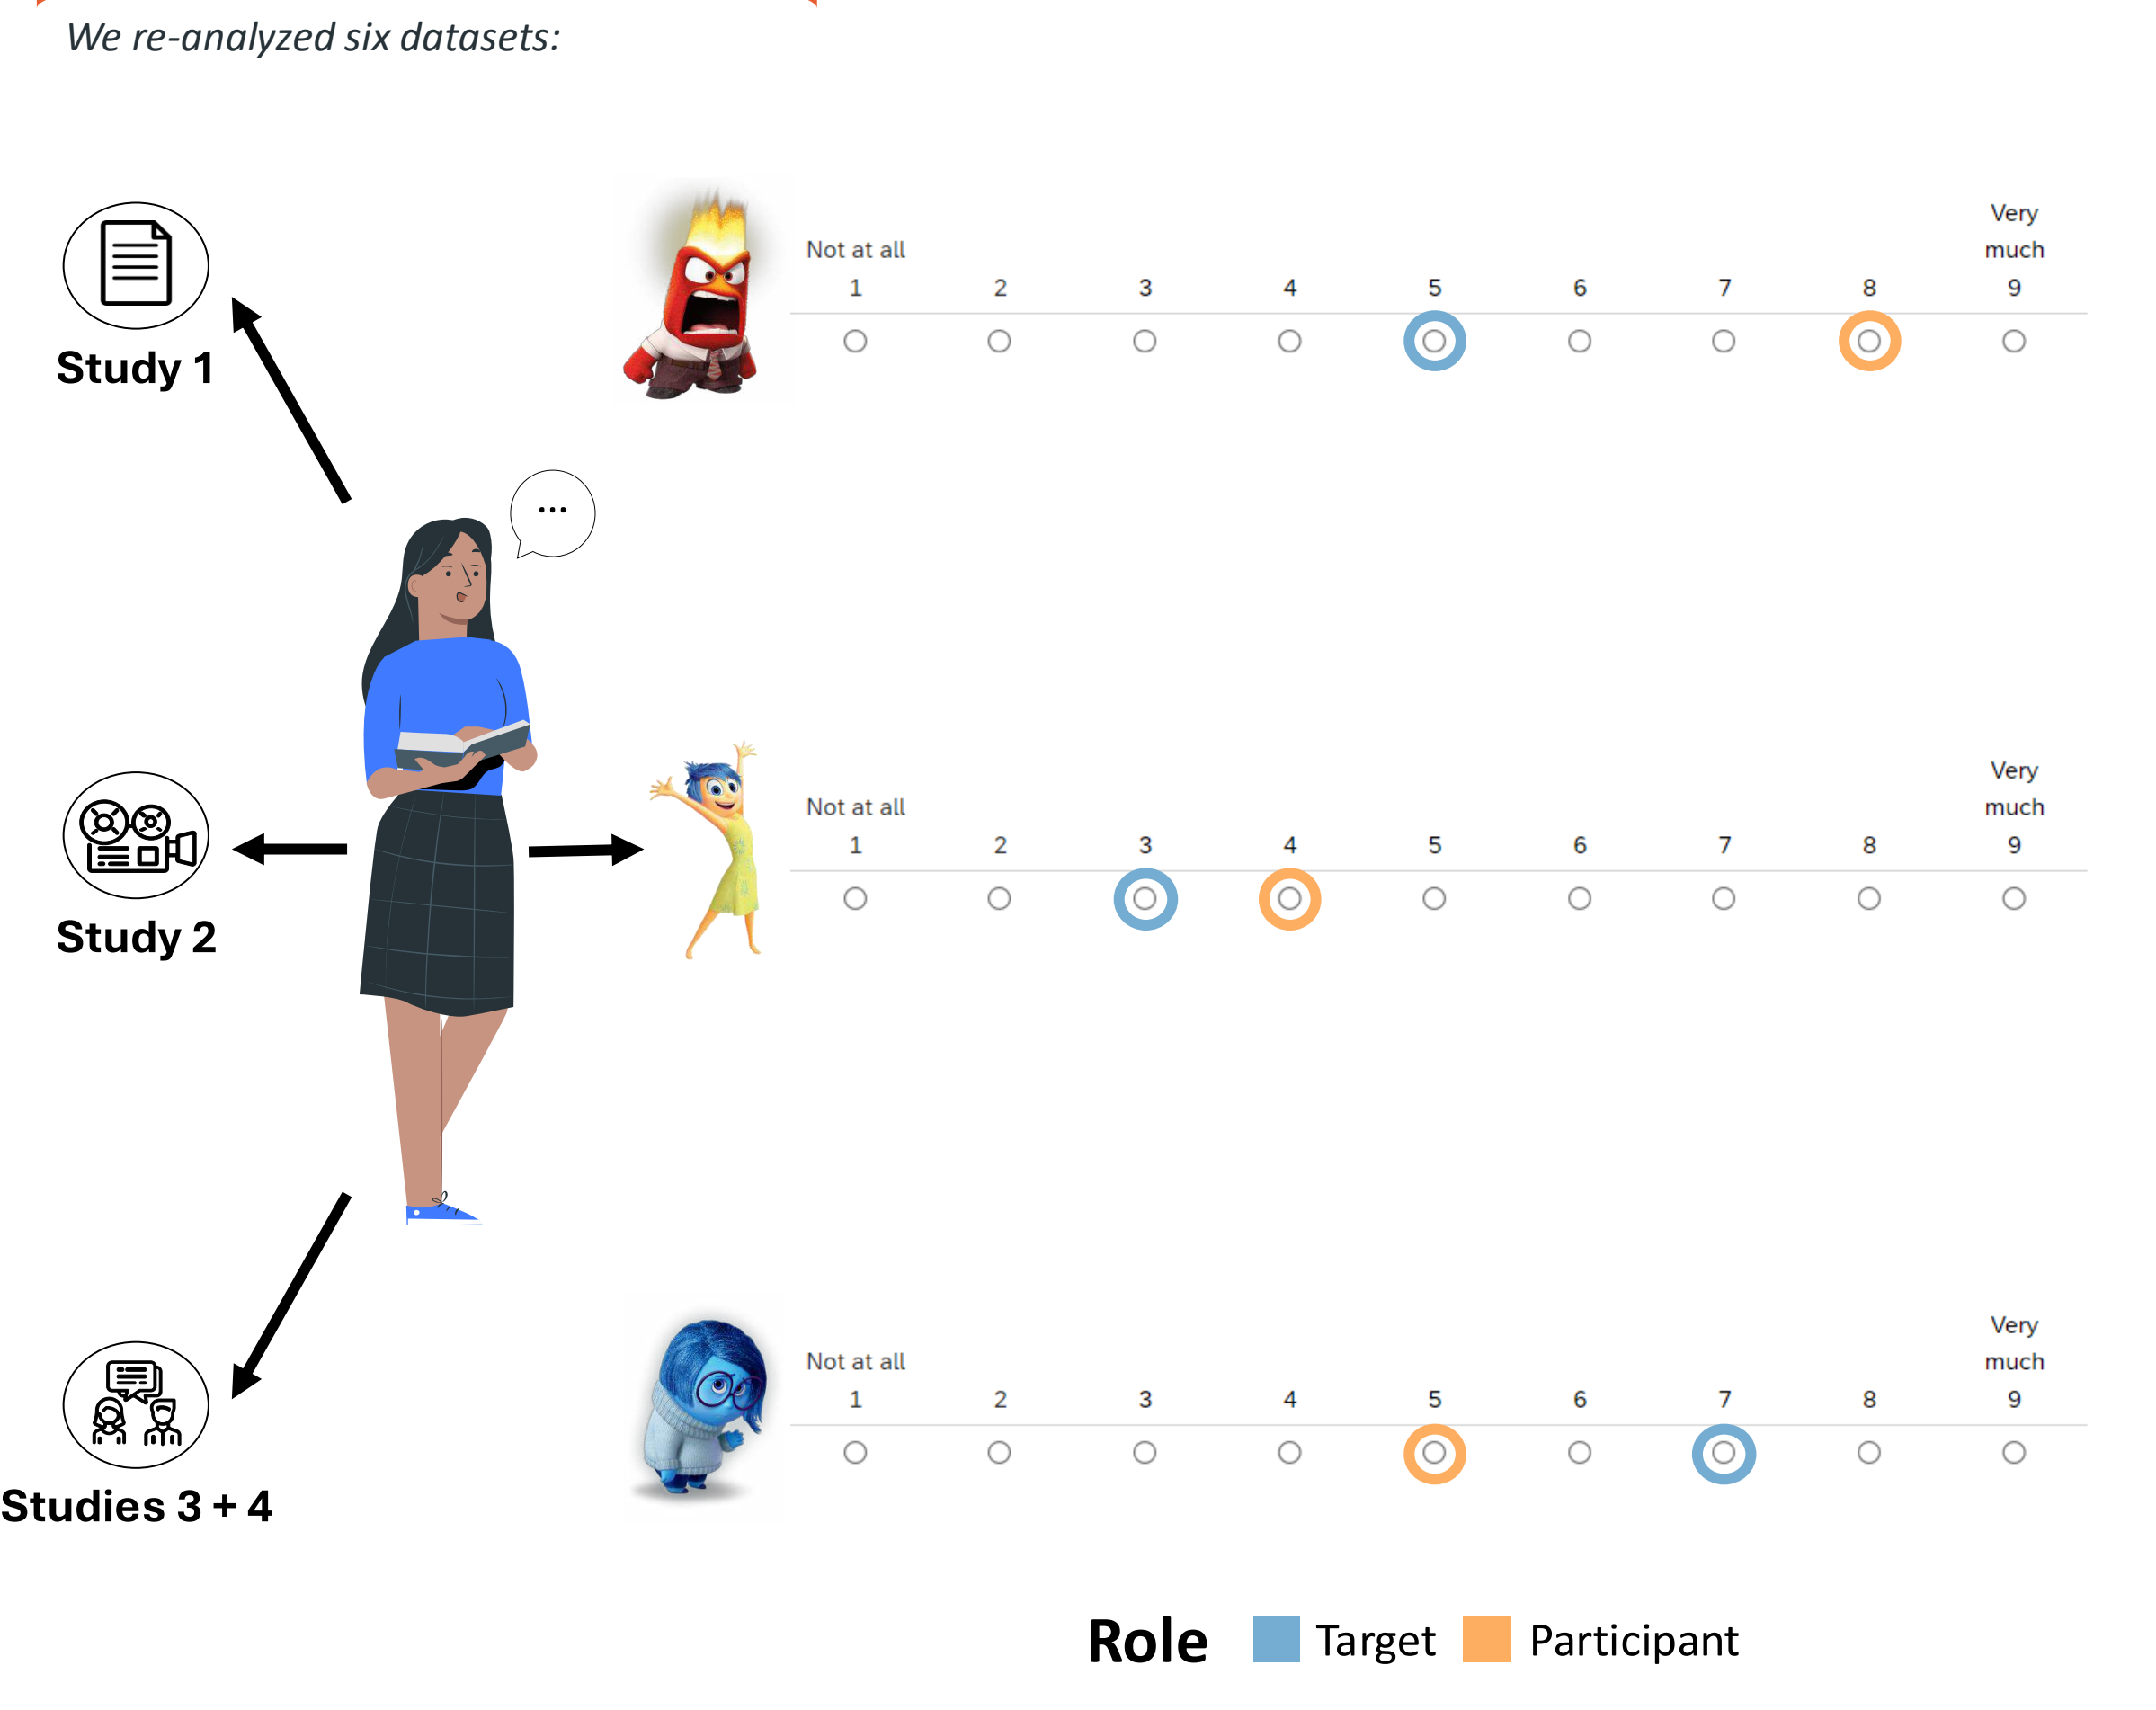 We re-analyzed six datasets:
Very
Not at all much
1 2 3 4 5 6 7 8 9
Study 1
...
Very
Not at all much
1 2 3 4 5 6 7 8 9
Study 2
Very
Not at all much
1 2 3 4 5 6 7 8 9
Studies 3 + 4
Role Target Participant